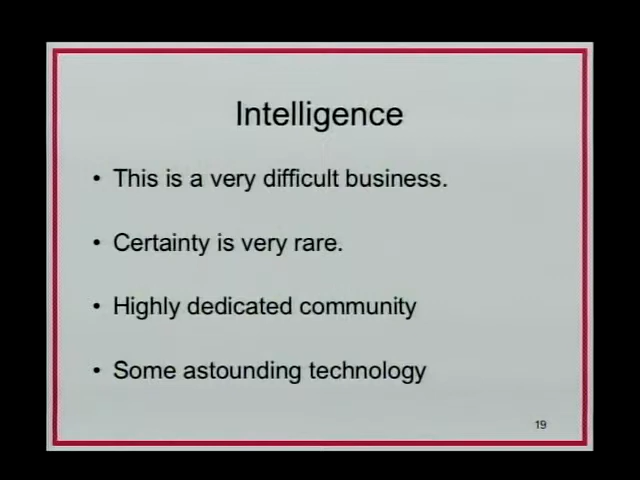 Intelligence
• This is a very difficult business.
• Certainty is very rare.
• Highly dedicated community
• Some astounding technology
19